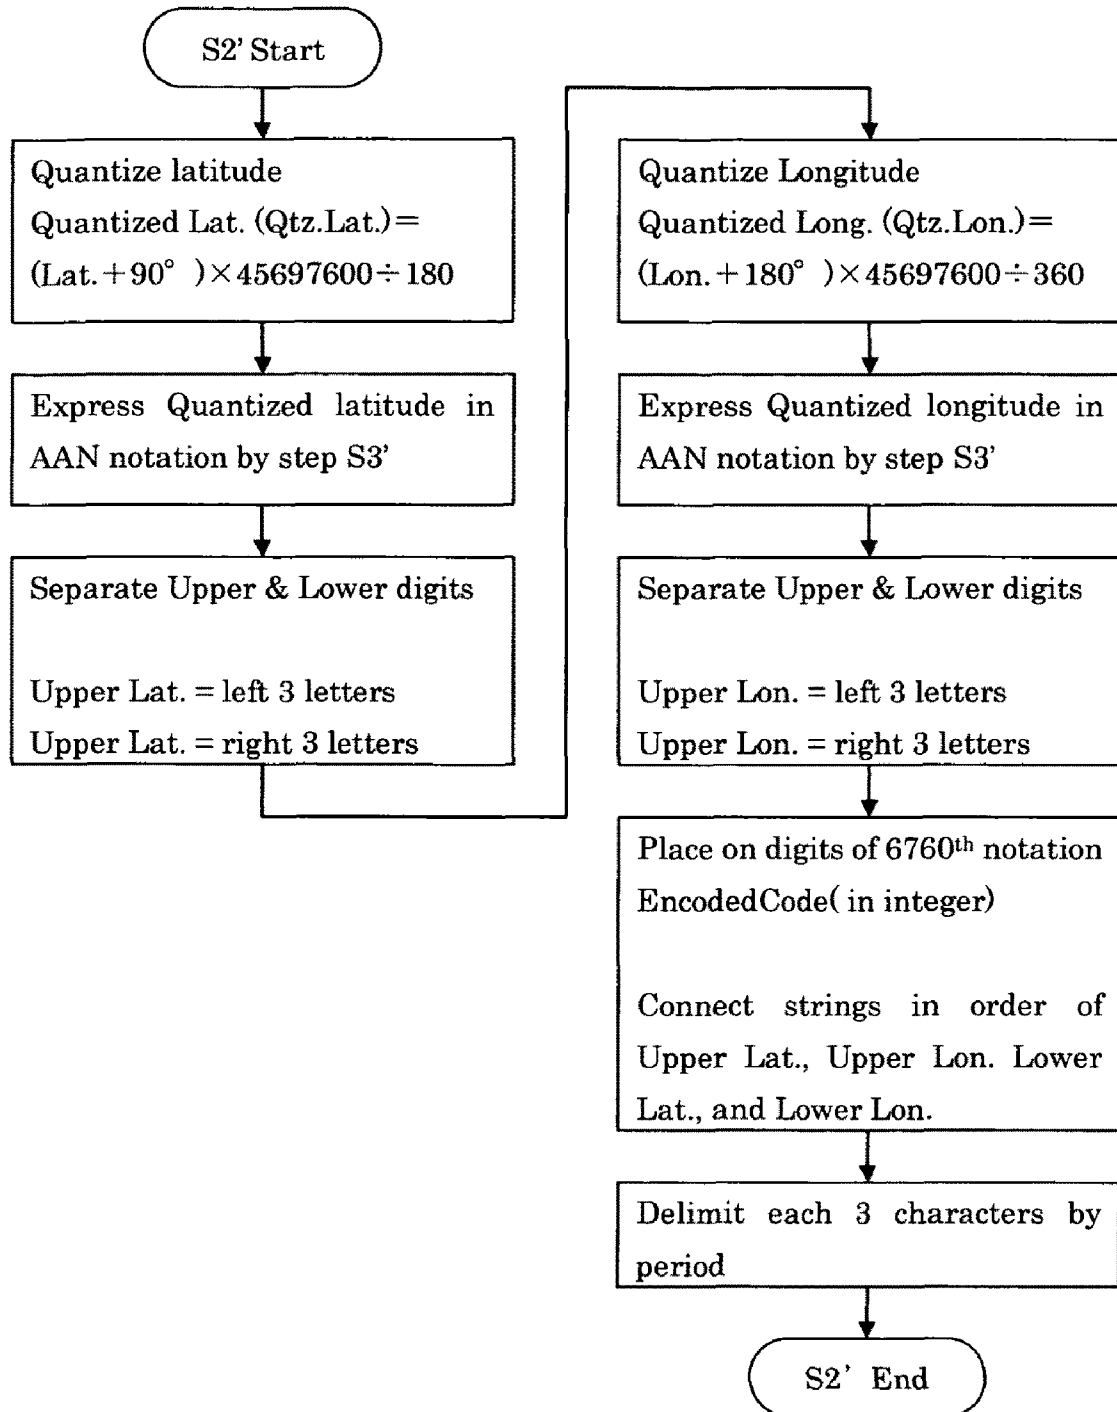 S2’ Start
Quantize latitude
Quantized Lat. (Qtz.Lat.)=
(Lat.+90° )×45697600÷180
Express Quantized latitude in
AAN notation by step S3’
Separate Upper & Lower digits
Upper Lat. = left 3 letters
Upper Lat. = right 3 letters
Quantize Longitude
Quantized Long. (Qtz.Lon.)=
(Lon.+180° )×45697600÷360
Express Quantized longitude in
AAN notation by step S3’
Separate Upper & Lower digits
Upper Lon. = left 3 letters
Upper Lon. = right 3 letters
Place on digits of 6760th notation
EncodedCode( in integer)
Connect strings in order of
Upper Lat., Upper Lon. Lower
Lat., and Lower Lon.
Delimit each 3 characters by
period
S2’ End